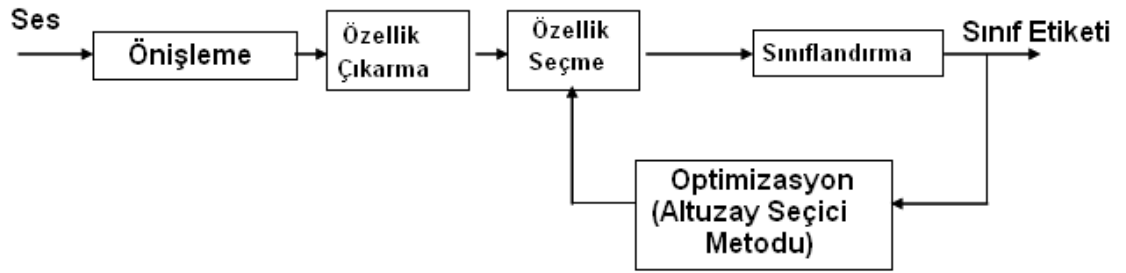 Ses
Önişleme
Özellik
Çıkarma
Özellik
Seçme
Sınıflandırma
Sınıf Etiketi
Optimizasyon
(Altuzay Seçici
Metodu)